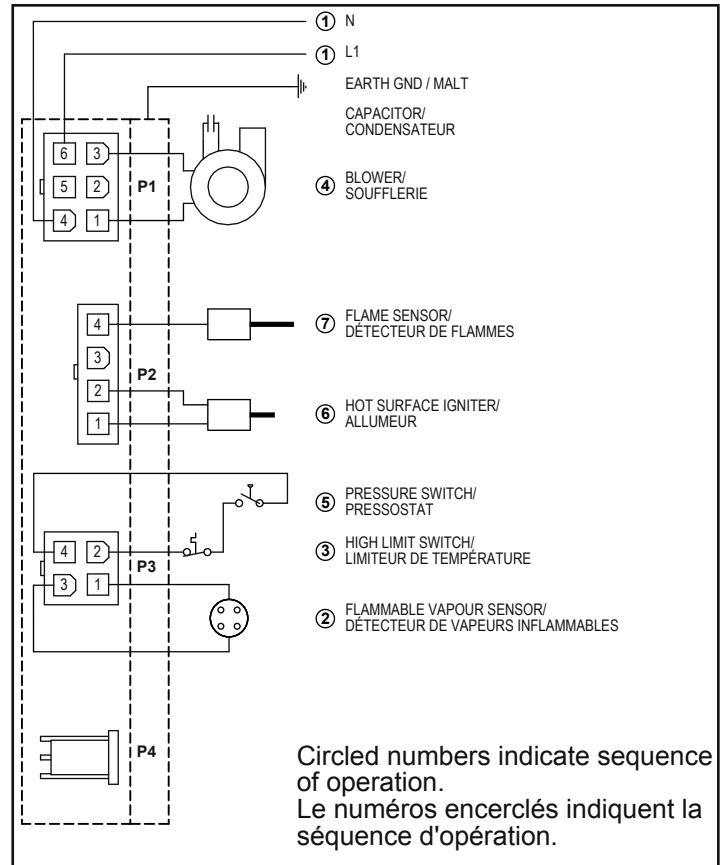 1 N
1 L1
EARTH GND / MALT
CAPACITOR/
CONDENSATEUR
6 3
5 2
4 1
P1
4 BLOWER/
SOUFFLERIE
4
3
2
1
P2
7 FLAME SENSOR/
DÉTECTEUR DE FLAMMES
6 HOT SURFACE IGNITER/
ALLUMEUR
5 PRESSURE SWITCH/
PRESSOSTAT
4 2
3 1
P3
3 HIGH LIMIT SWITCH/
LIMITEUR DE TEMPÉRATURE
2 FLAMMABLE VAPOUR SENSOR/
DÉTECTEUR DE VAPEURS INFLAMMABLES
P4
Circled numbers indicate sequence
of operation.
Le numéros encerclés indiquent la
séquence d'opération.